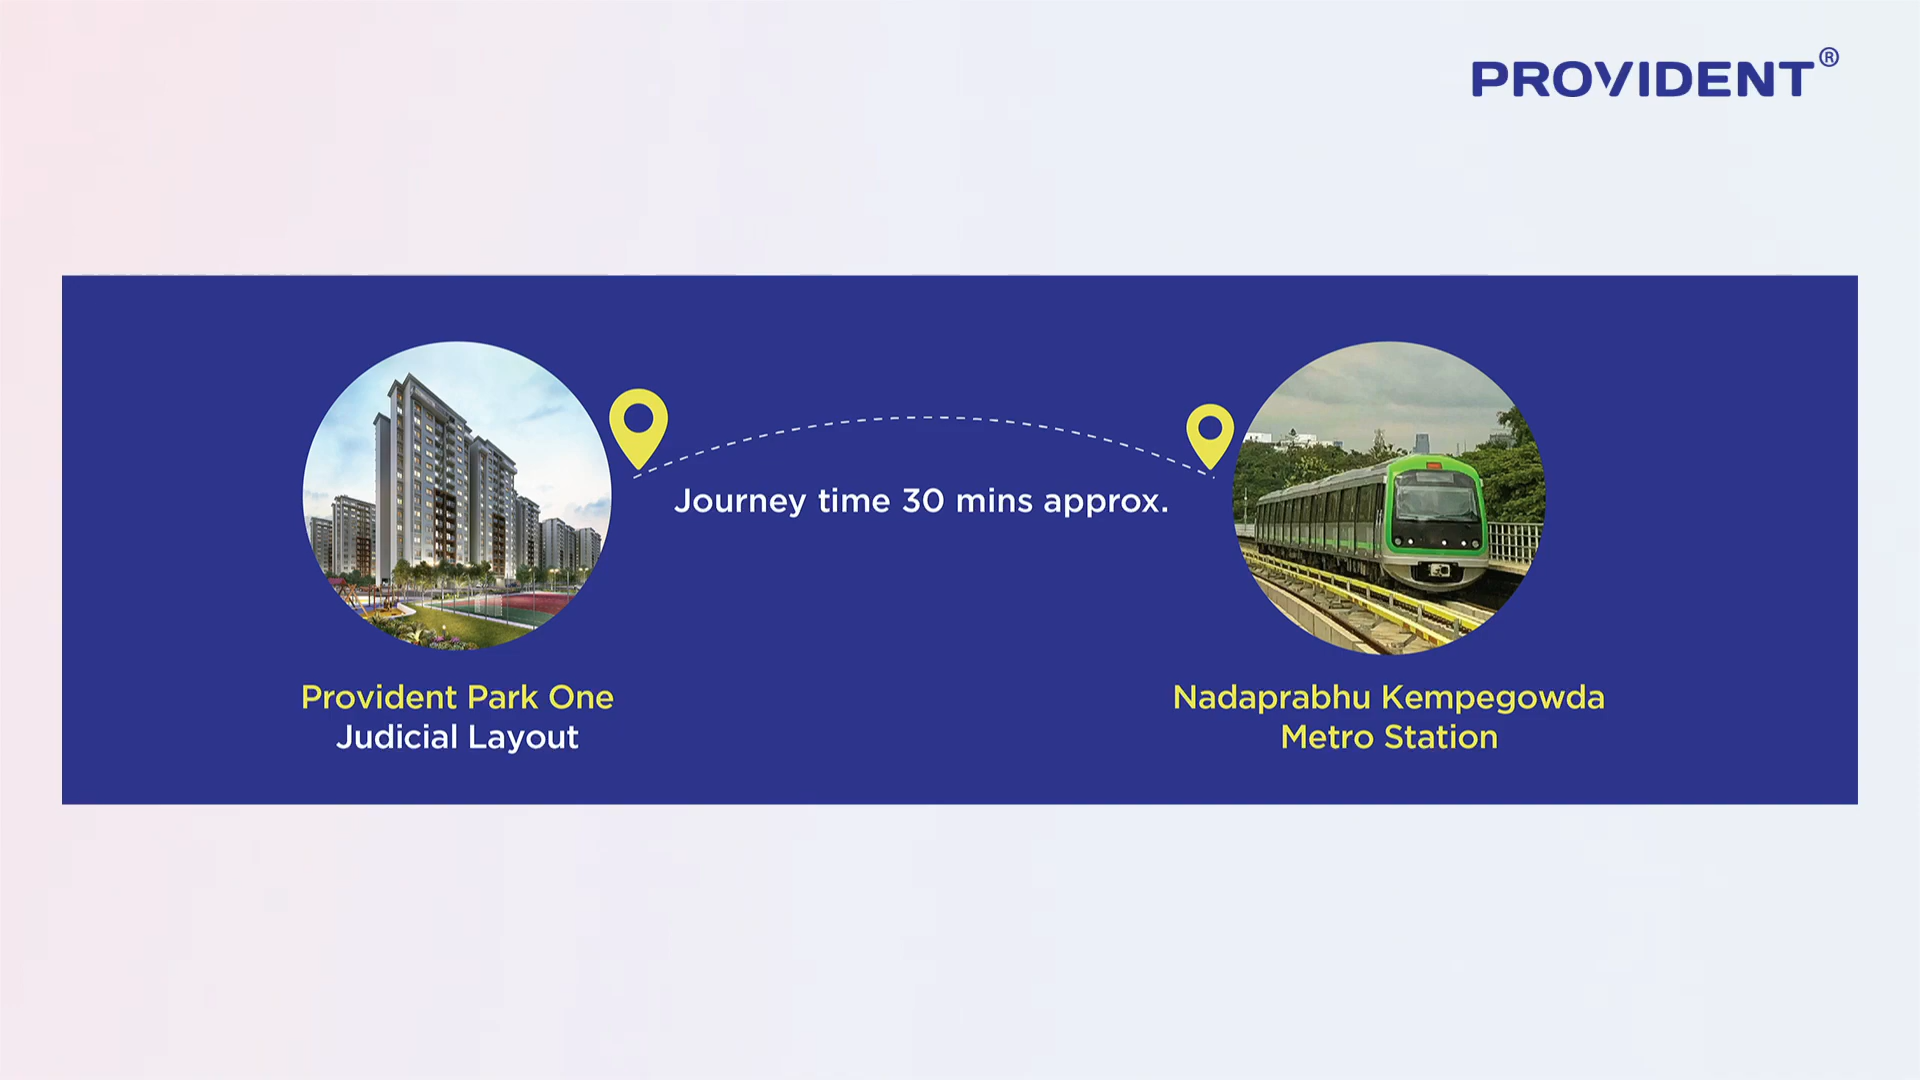 PROVIDENT®
Journey time 30 mins approx.
Provident Park One
Judicial Layout
Nadaprabhu Kempegowda
Metro Station